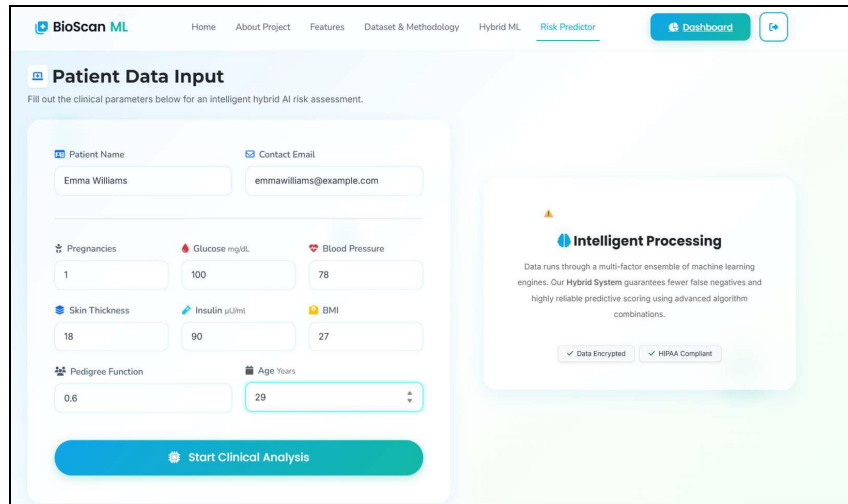 BioScan ML
Home About Project Features Dataset & Methodology Hybrid ML Risk Predictor Dashboard
Patient Data Input
Fill out the clinical parameters below for an intelligent hybrid AI risk assessment.
Patient Name Contact Email
Emma Williams emmawilliams@example.com
Pregnancies Glucose mg/dL Blood Pressure
1 100 78
Skin Thickness Insulin μU/ml BMI
18 90 27
Pedigree Function Age Years
0.6 29
Start Clinical Analysis
Intelligent Processing
Data runs through a multi-factor ensemble of machine learning
engines. Our Hybrid System guarantees fewer false negatives and
highly reliable predictive scoring using advanced algorithm
combinations.
Data Encrypted HIPAA Compliant